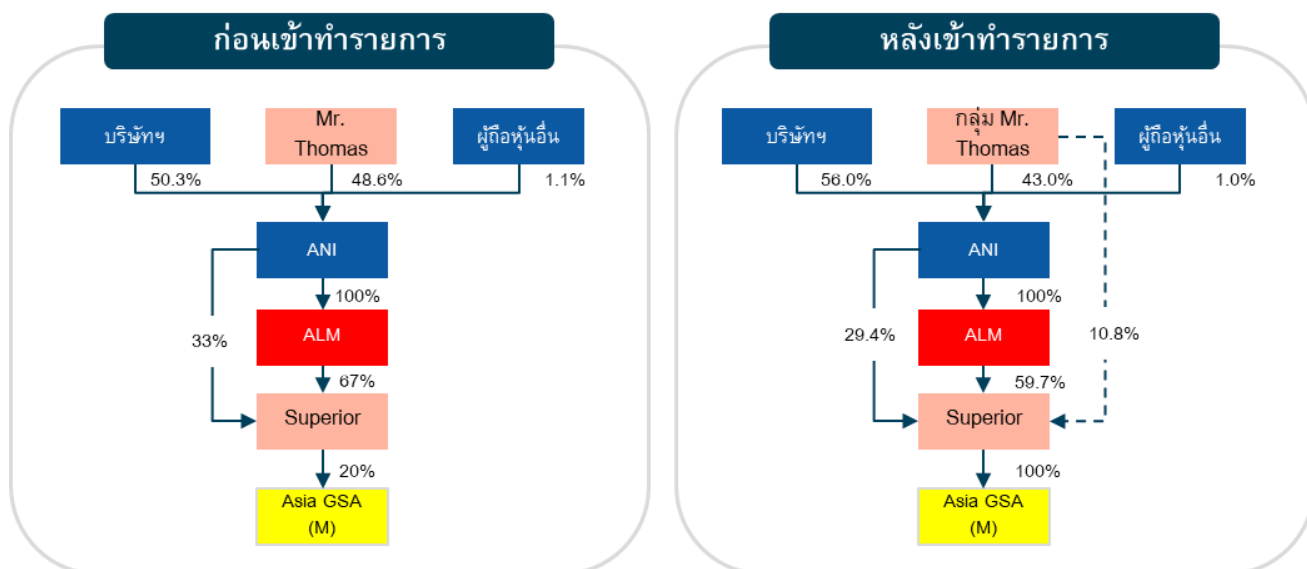 ก่อนเข้าทำรายการ
บริษัทฯ
Mr.
Thomas
ผู้ถือหุ้นอื่น
50.3%
48.6%
1.1%
ANI
100%
33%
ALM
67%
Superior
20%
Asia GSA
(M)
หลังเข้าทำรายการ
บริษัทฯ
กลุ่ม Mr.
Thomas
ผู้ถือหุ้นอื่น
56.0%
43.0%
1.0%
ANI
100%
29.4%
ALM
10.8%
59.7%
Superior
100%
Asia GSA
(M)